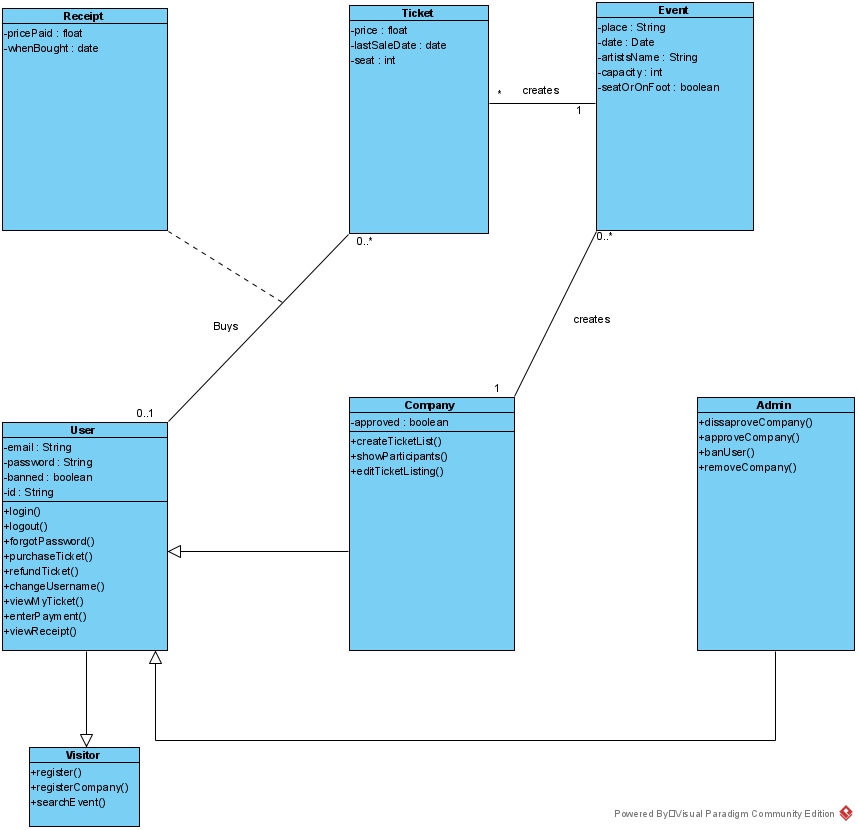 Receipt
-pricePaid : float
-whenBought : date
Ticket
-price : float
-lastSaleDate : date
-seat : int
Event
-place : String
-date : Date
-artistsName : String
-capacity : int
-seatOrOnFoot : boolean
* creates
1
0..*
0..*
Buys
creates
0..1
1
User
-email : String
-password : String
-banned : boolean
-id : String
+login()
+logout()
+forgotPassword()
+purchaseTicket()
+refundTicket()
+changeUsername()
+viewMyTicket()
+enterPayment()
+viewReceipt()
Company
-approved : boolean
+createTicketList()
+showParticipants()
+editTicketListing()
Admin
+dissaproveCompany()
+approveCompany()
+banUser()
+removeCompany()
Visitor
+register()
+registerCompany()
+searchEvent()
Powered By Visual Paradigm Community Edition